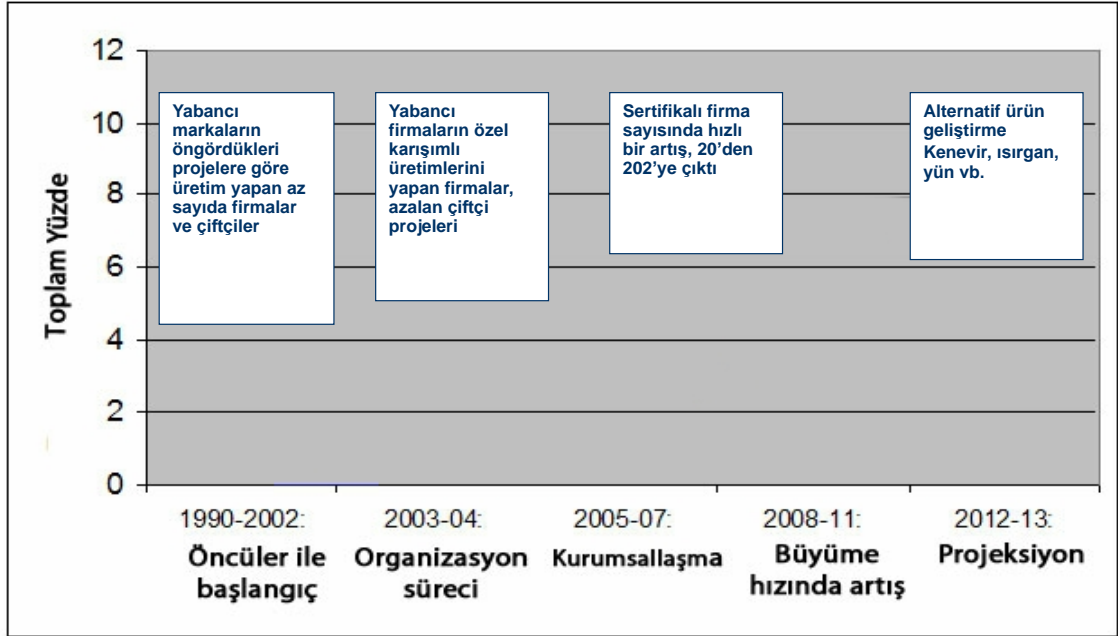 Toplam Yüzde
12
10
8
6
4
2
0
Yabancı
markaların
öngördükleri
projelere göre
üretim yapan az
sayıda firmalar
ve çiftçiler
Yabancı
firmaların özel
karışımlı
üretimlerini
yapan firmalar,
azalan çiftçi
projeleri
Sertifikalı firma
sayısında hızlı
bir artış, 20’den
202’ye çıktı
Alternatif ürün
geliştirme
Kenevir, ısırgan,
yün vb.
1990-2002:
Öncüler ile
başlangıç
2003-04:
Organizasyon
süreci
2005-07:
Kurumsallaşma
2008-11:
Büyüme
hızında artış
2012-13:
Projeksiyon